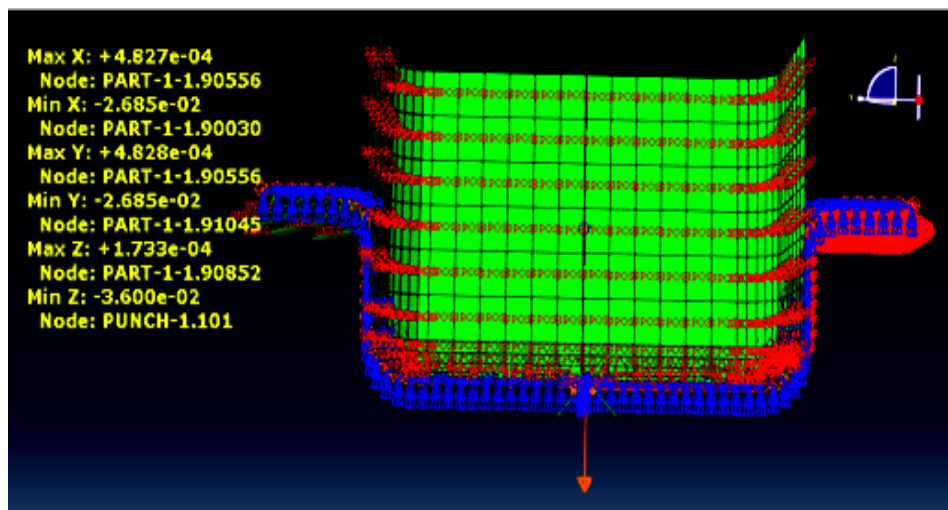 Max X: +4.827e-04
Node: PART-1-1.90556
Min X: -2.685e-02
Node: PART-1-1.90030
Max Y: +4.828e-04
Node: PART-1-1.90556
Min Y: -2.685e-02
Node: PART-1-1.91045
Max Z: +1.733e-04
Node: PART-1-1.90852
Min Z: -3.600e-02
Node: PUNCH-1.101